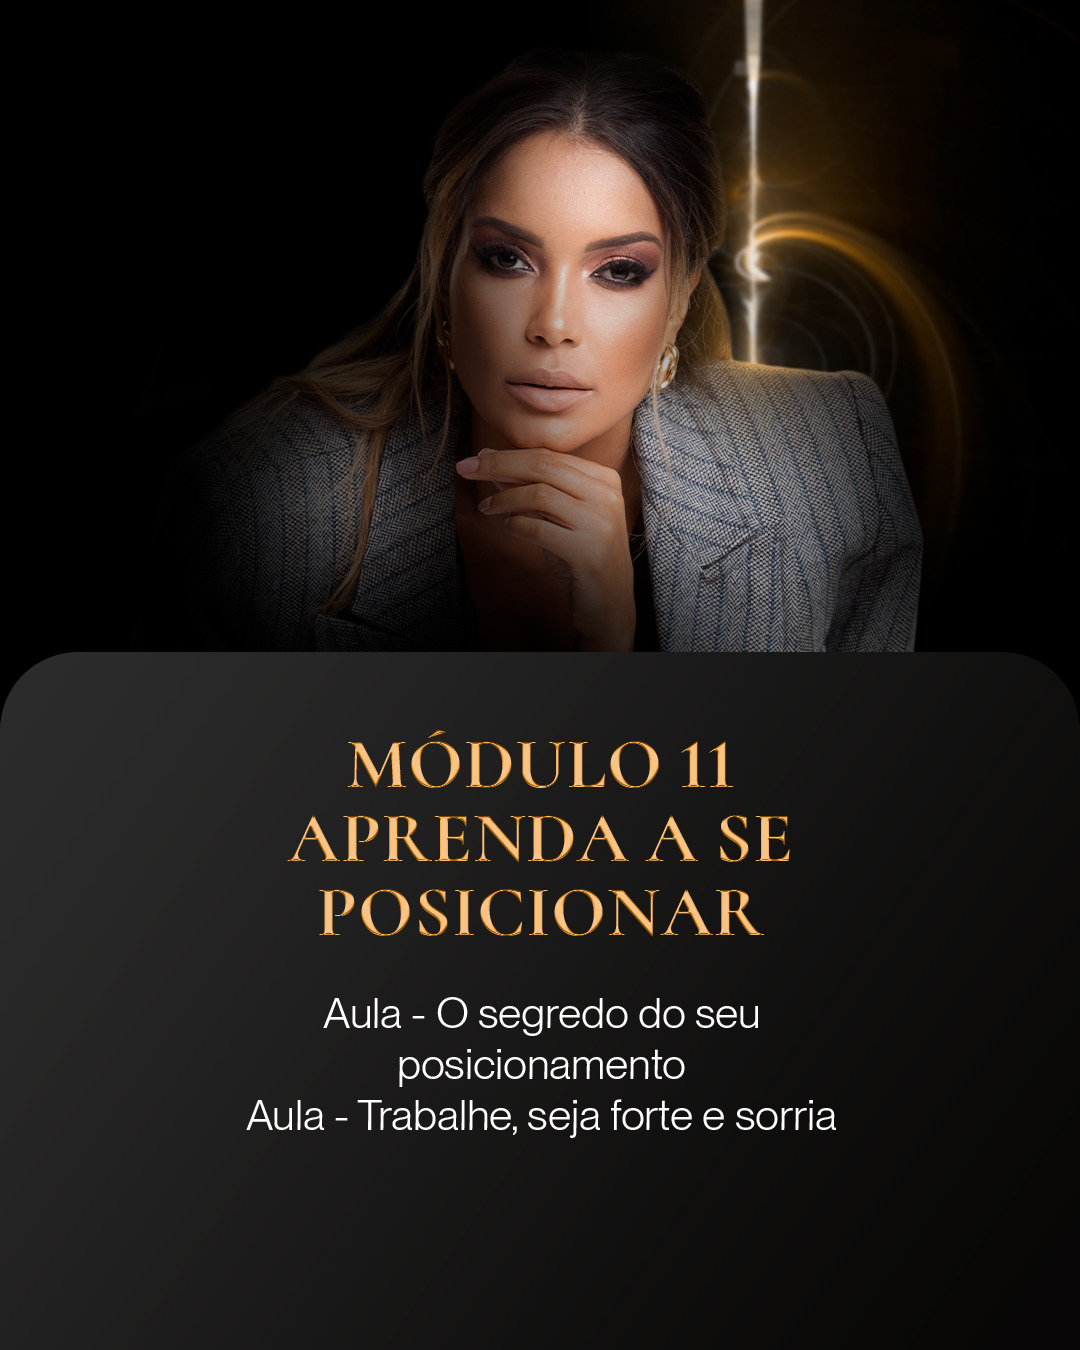 MÓDULO 11
APRENDA A SE
POSICIONAR
Aula - O segredo do seu
posicionamento
Aula - Trabalhe, seja forte e sorria